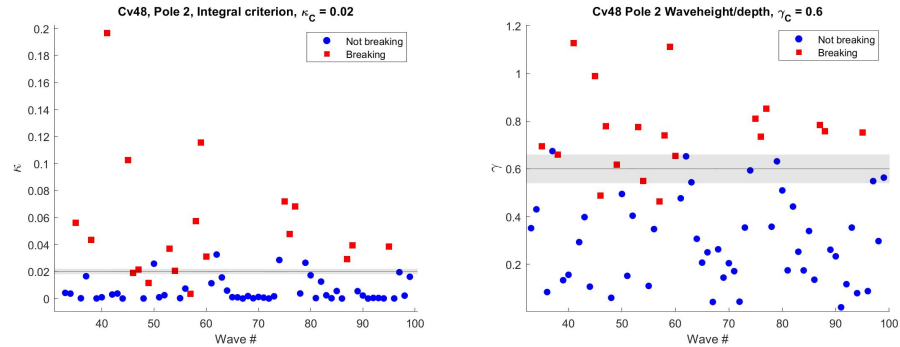 Cv48, Pole 2, Integral criterion, κ_C = 0.02
0.2
0.18
0.16
0.14
0.12
0.1
0.08
0.06
0.04
0.02
0
κ
40 50 60 70 80 90 100
Wave #
Not breaking
Breaking
Cv48 Pole 2 Waveheight/depth, γ_C = 0.6
1.2
1
0.8
0.6
0.4
0.2
γ
40 50 60 70 80 90 100
Wave #
Not breaking
Breaking